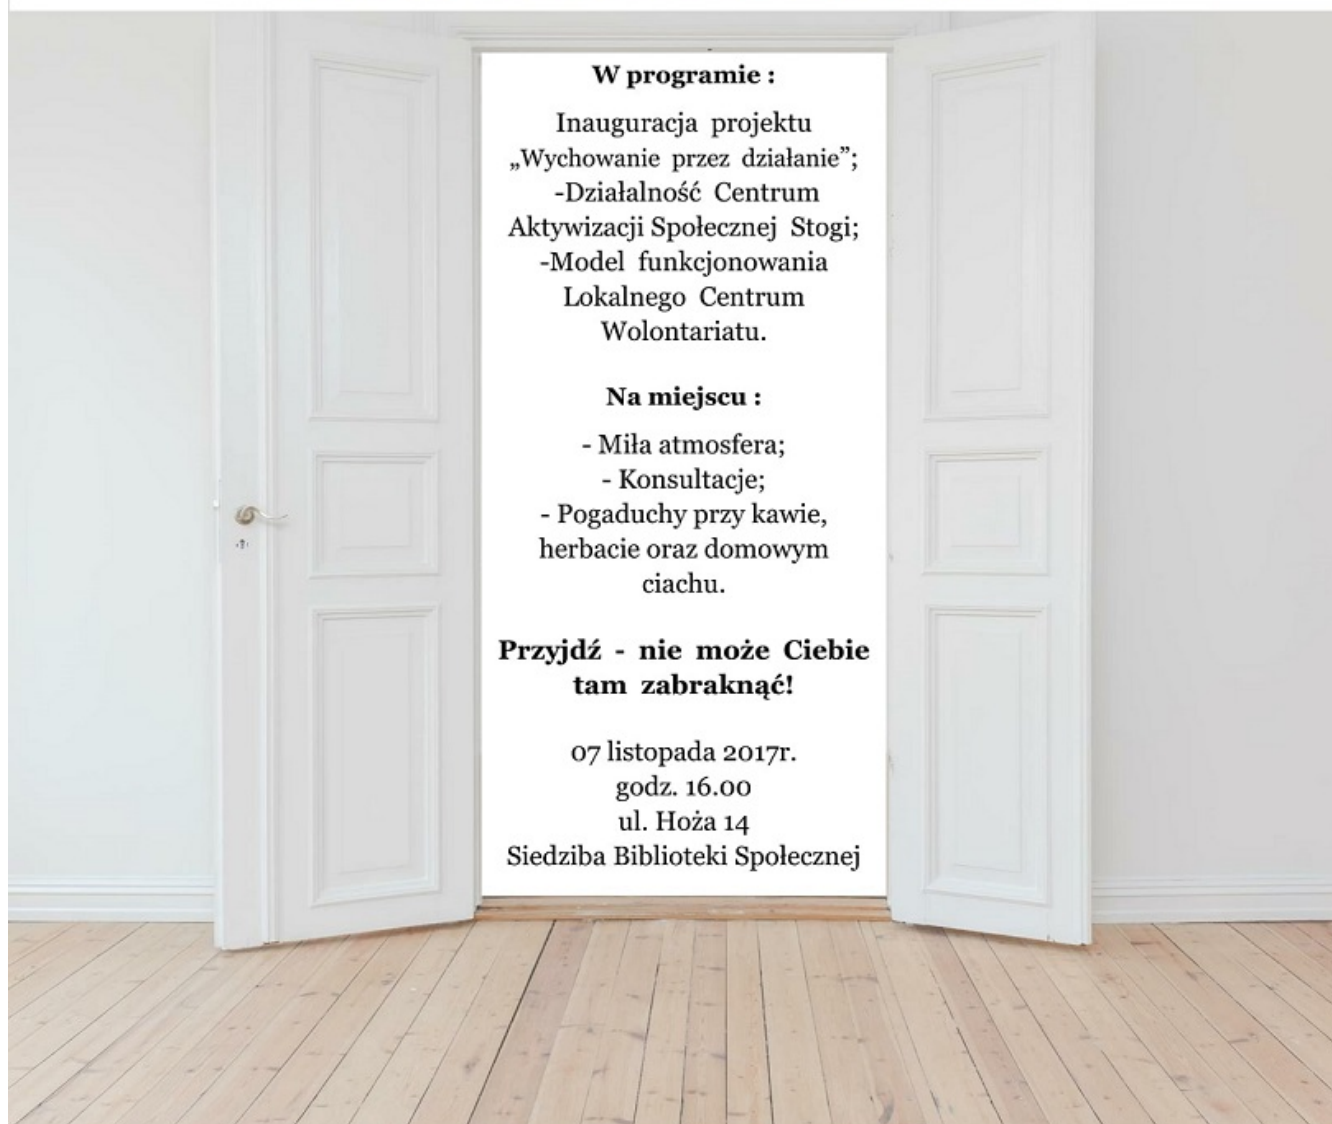 W programie :
Inauguracja projektu
„Wychowanie przez działanie”;
-Działalność Centrum
Aktywizacji Społecznej Stogi;
-Model funkcjonowania
Lokalnego Centrum
Wolontariatu.
Na miejscu :
- Miła atmosfera;
- Konsultacje;
- Pogaduchy przy kawie,
herbacie oraz domowym
ciachu.
Przyjdź - nie może Ciebie
tam zabraknąć!
07 listopada 2017r.
godz. 16.00
ul. Hoża 14
Siedziba Biblioteki Społecznej